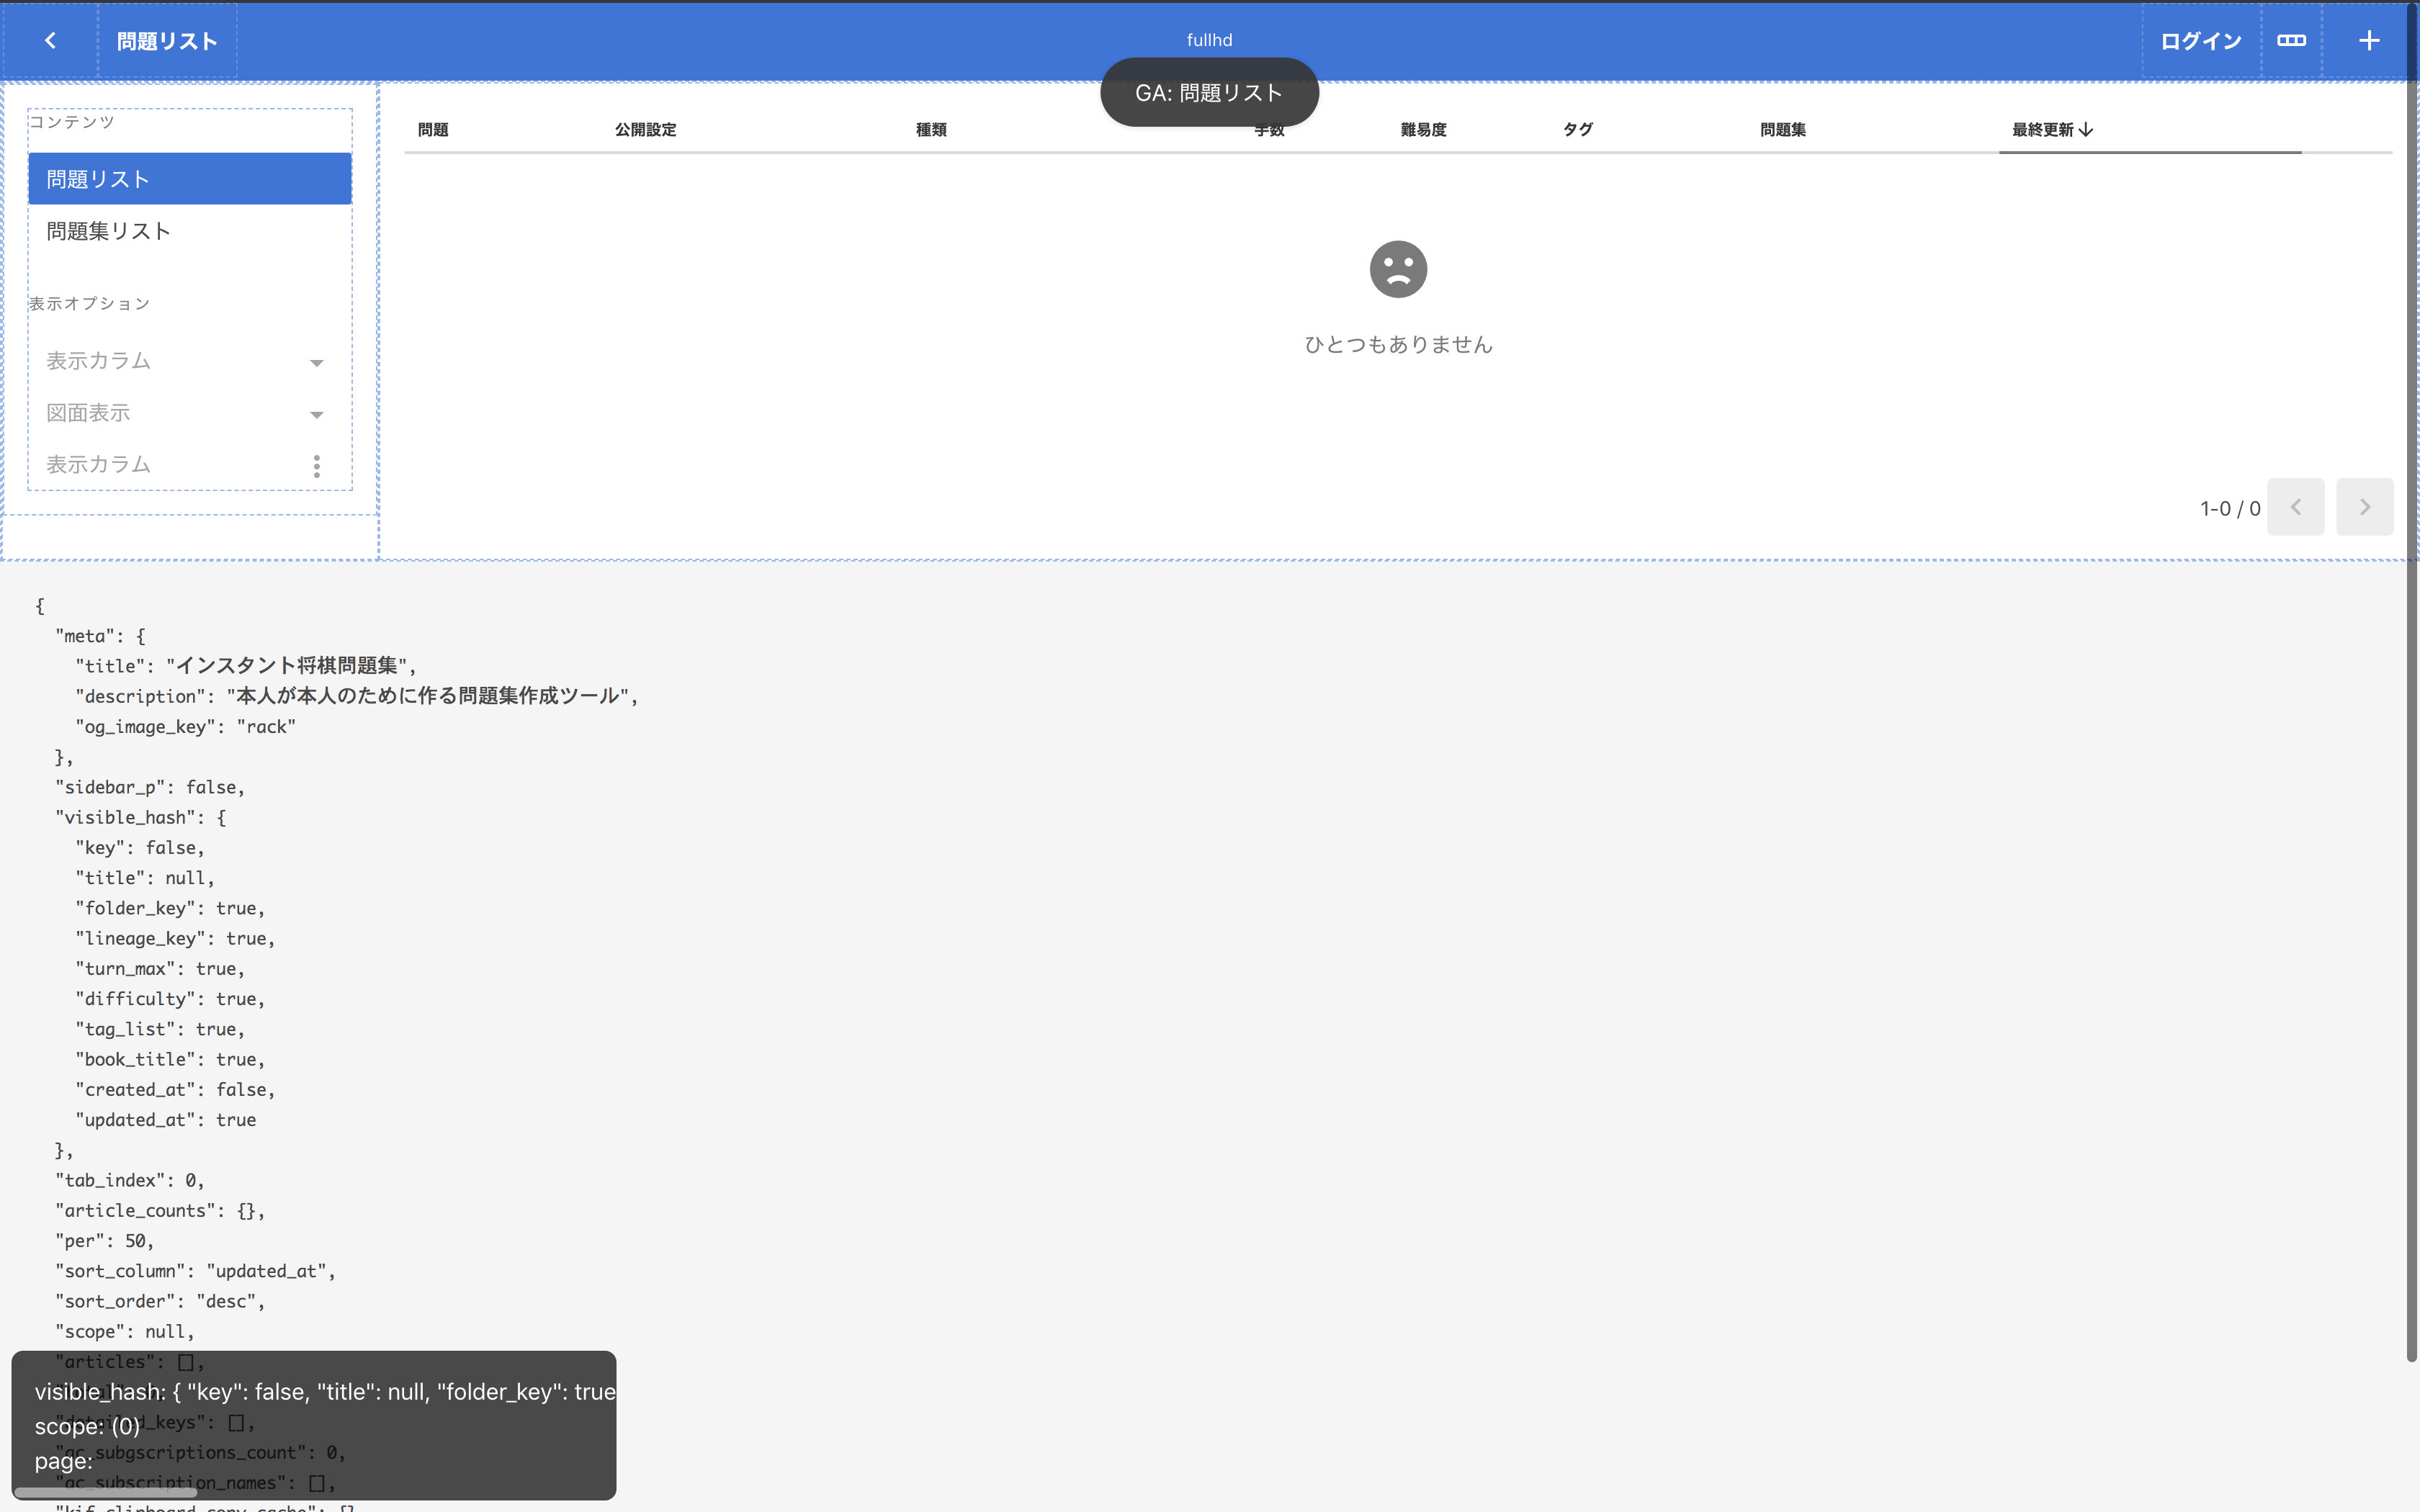 問題リスト
fullhd
ログイン
GA: 問題リスト
コンテンツ
問題リスト
問題集リスト
表示オプション
表示カラム
図面表示
表示カラム
問題 公開設定 種類 手数 難易度 タグ 問題集 最終更新
ひとつもありません
1-0 / 0
{
"meta": {
"title": "インスタント将棋問題集",
"description": "本人が本人のために作る問題集作成ツール",
"og_image_key": "rack"
},
"sidebar_p": false,
"visible_hash": {
"key": false,
"title": null,
"folder_key": true,
"lineage_key": true,
"turn_max": true,
"difficulty": true,
"tag_list": true,
"book_title": true,
"created_at": false,
"updated_at": true
},
"tab_index": 0,
"article_counts": {},
"per": 50,
"sort_column": "updated_at",
"sort_order": "desc",
"scope": null,
"articles": [],
visible_hash: { "key": false, "title": null, "folder_key": true
"detailed_keys": [],
scope: (0)
"ac_subgscriptions_count": 0,
page:
"ac_subscription_names": [],